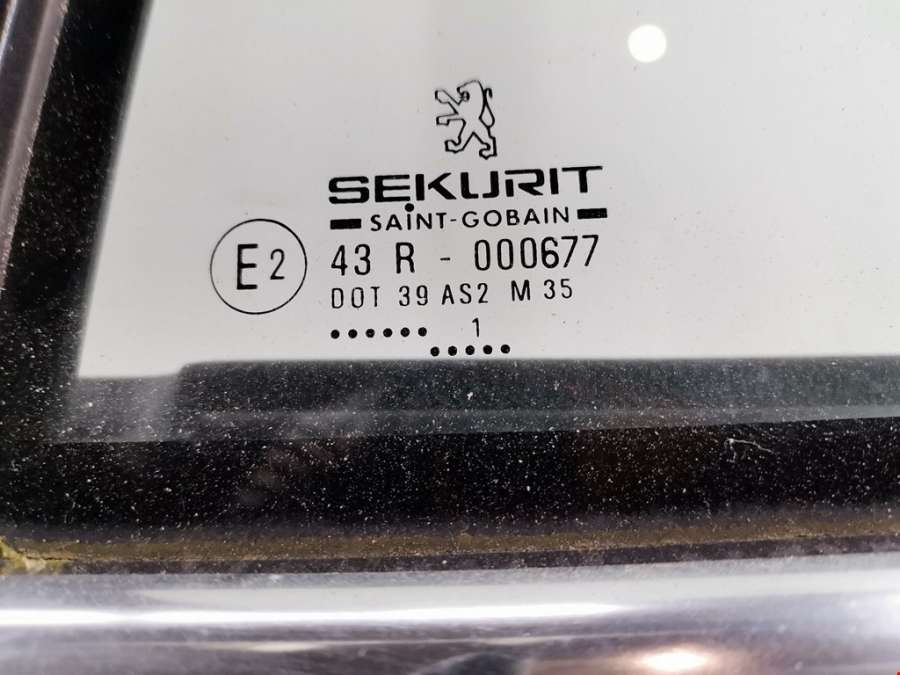 SEKURIT
SAINT-GOBAIN
E2
43 R - 000677
DOT 39 AS2 M 35
...... 1
.....